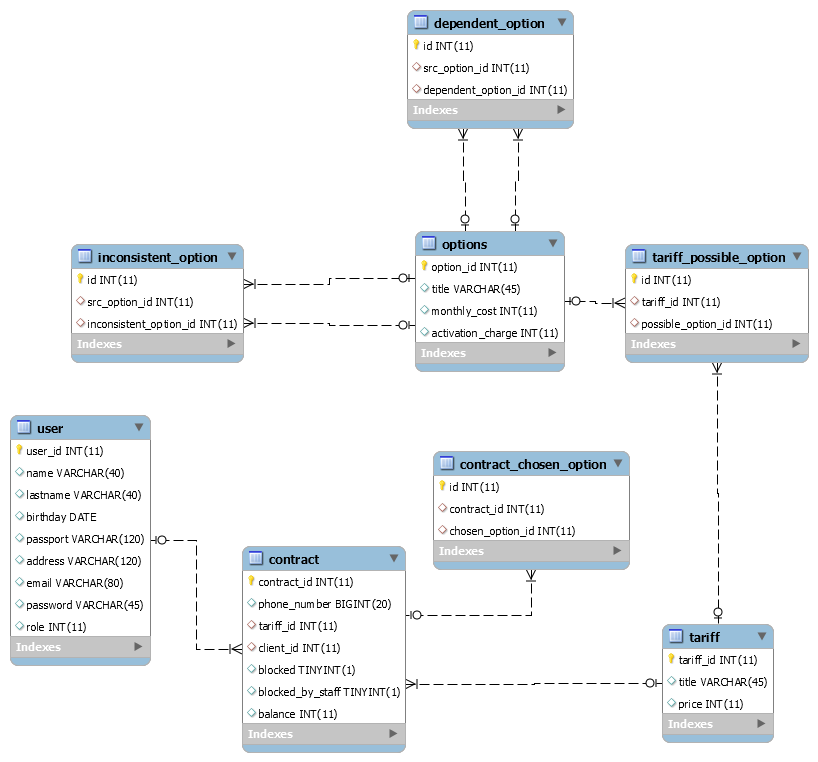 dependent_option
id INT(11)
src_option_id INT(11)
dependent_option_id INT(11)
Indexes
inconsistent_option
id INT(11)
src_option_id INT(11)
inconsistent_option_id INT(11)
Indexes
options
option_id INT(11)
title VARCHAR(45)
monthly_cost INT(11)
activation_charge INT(11)
Indexes
tariff_possible_option
id INT(11)
tariff_id INT(11)
possible_option_id INT(11)
Indexes
user
user_id INT(11)
name VARCHAR(40)
lastname VARCHAR(40)
birthday DATE
passport VARCHAR(120)
address VARCHAR(120)
email VARCHAR(80)
password VARCHAR(45)
role INT(11)
Indexes
contract_chosen_option
id INT(11)
contract_id INT(11)
chosen_option_id INT(11)
Indexes
contract
contract_id INT(11)
phone_number BIGINT(20)
tariff_id INT(11)
client_id INT(11)
blocked TINYINT(1)
blocked_by_staff TINYINT(1)
balance INT(11)
Indexes
tariff
tariff_id INT(11)
title VARCHAR(45)
price INT(11)
Indexes